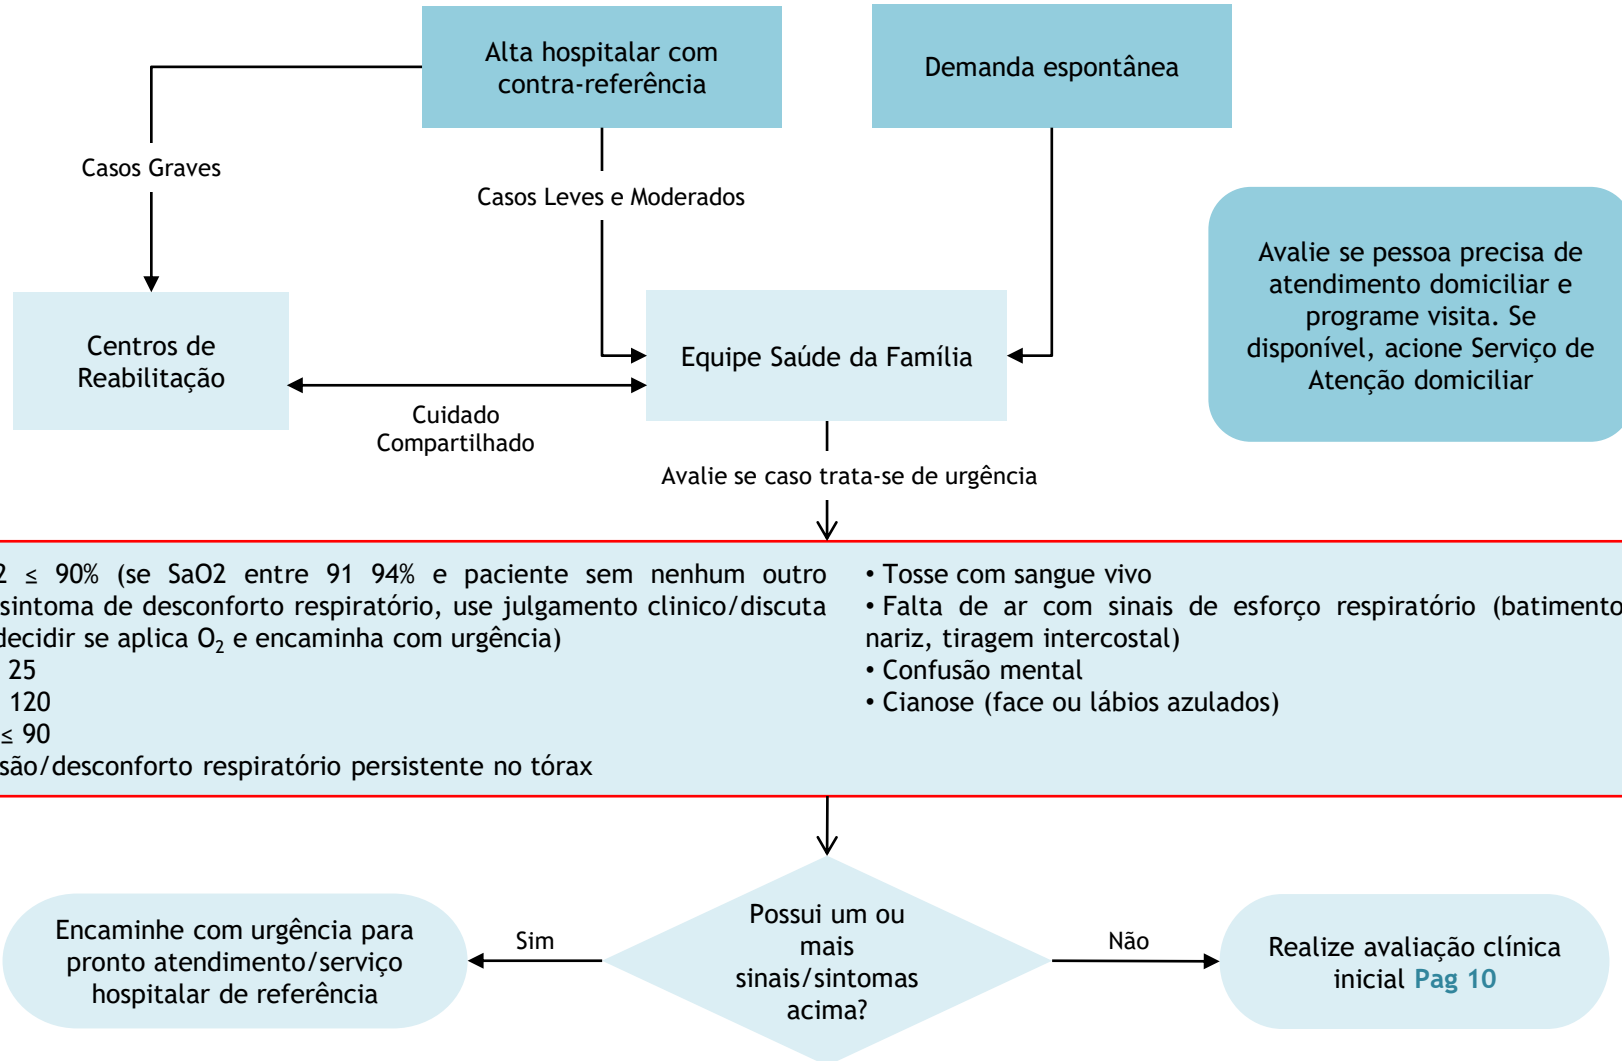 Alta hospitalar com
contra-referência
Demanda espontânea
Casos Graves
Casos Leves e Moderados
Avalie se pessoa precisa de
atendimento domiciliar e
programe visita. Se
disponível, acione Serviço de
Atenção domiciliar
Centros de
Reabilitação
Equipe Saúde da Família
Cuidado
Compartilhado
Avalie se caso trata-se de urgência
2 ≤ 90% (se SaO2 entre 91 94% e paciente sem nenhum outro
sintoma de desconforto respiratório, use julgamento clinico/discuta
decidir se aplica O₂ e encaminha com urgência)
25
120
≤ 90
são/desconforto respiratório persistente no tórax
• Tosse com sangue vivo
• Falta de ar com sinais de esforço respiratório (batimento
nariz, tiragem intercostal)
• Confusão mental
• Cianose (face ou lábios azulados)
Encaminhe com urgência para
pronto atendimento/serviço
hospitalar de referência
Sim
Possui um ou
mais
sinais/sintomas
acima?
Não
Realize avaliação clínica
inicial Pag 10